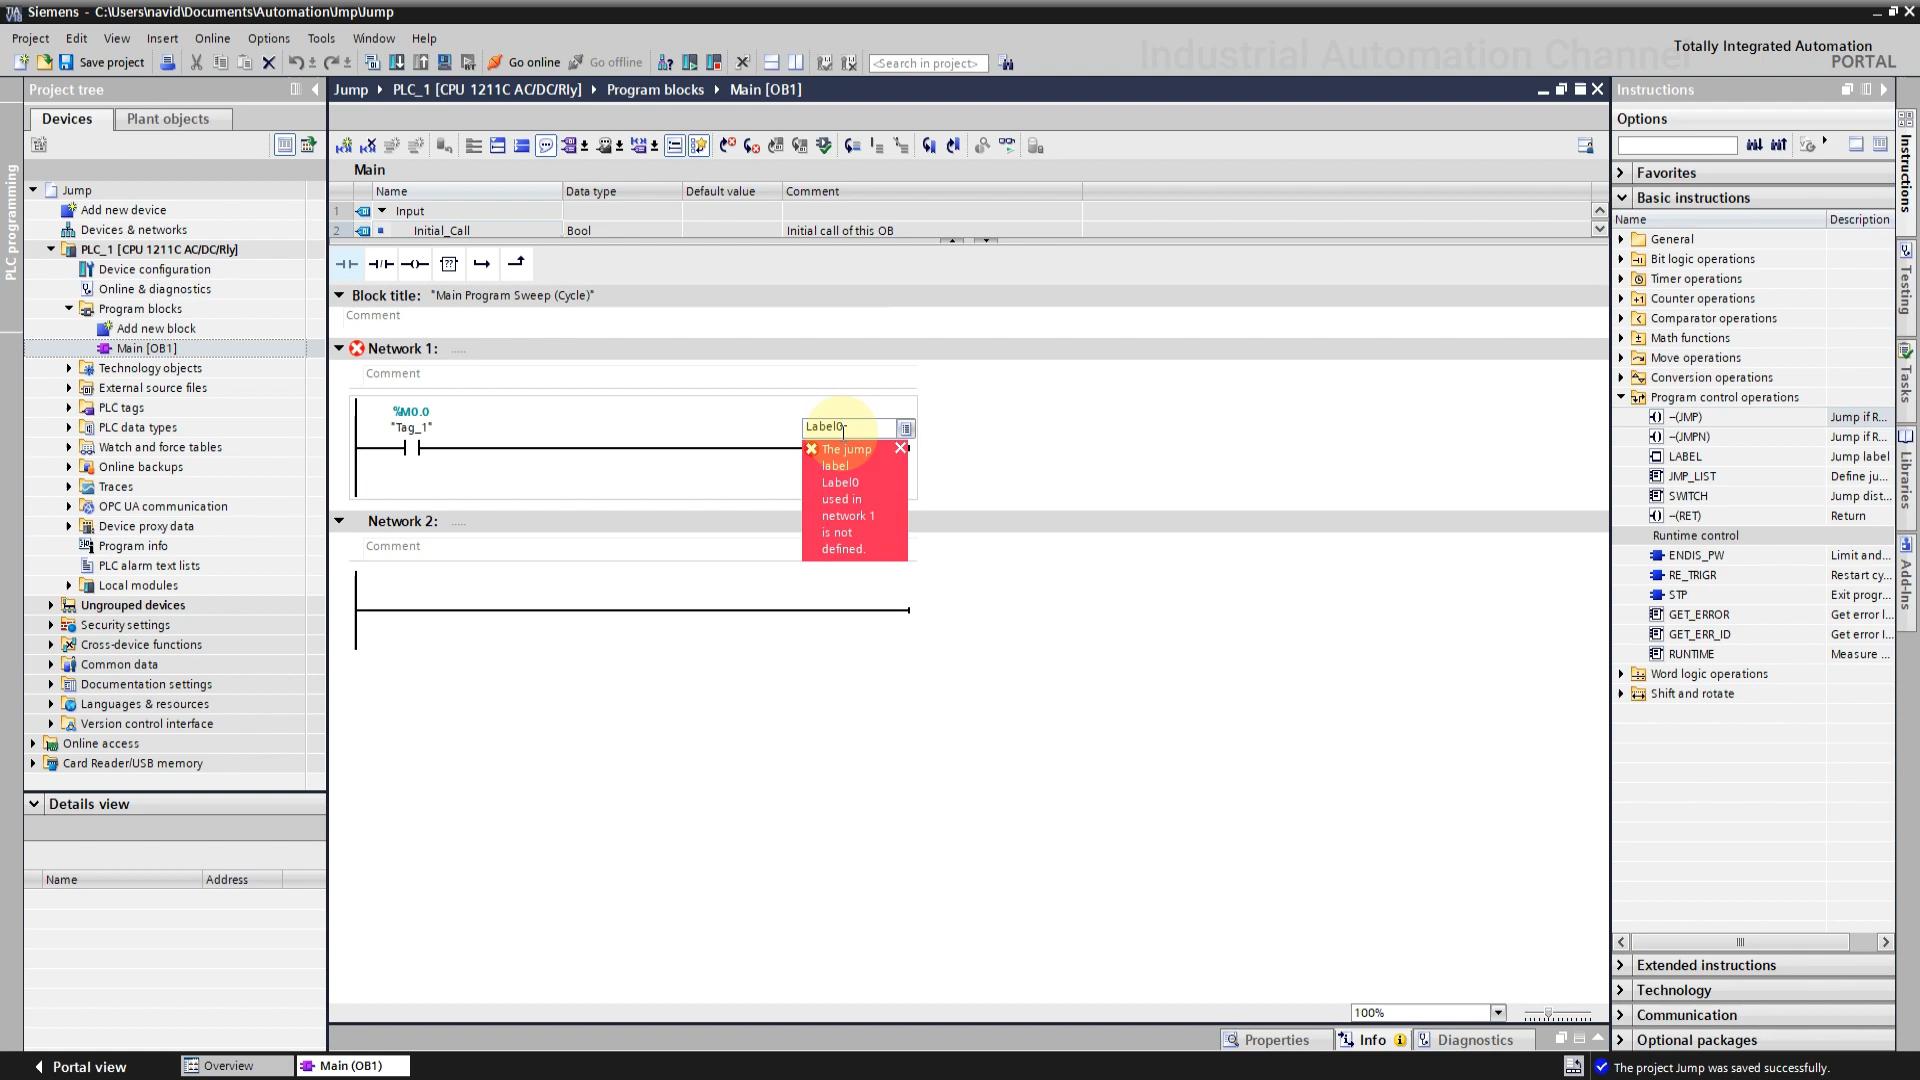 Siemens - C:\Users\navid\Documents\Automation\Jmp\Jump
Project Edit View Insert Online Options Tools Window Help
Industrial Automation Channel
Totally Integrated Automation
PORTAL
Save project
Go online
Go offline
<Search in project>
Project tree
Jump PLC_1 [CPU 1211C AC/DC/Rly] Program blocks Main [OB1]
Instructions
Devices
Plant objects
PLC programming
Jump
Add new device
Devices & networks
PLC_1 [CPU 1211C AC/DC/Rly]
Device configuration
Online & diagnostics
Program blocks
Add new block
Main [OB1]
Technology objects
External source files
PLC tags
PLC data types
Watch and force tables
Online backups
Traces
OPC UA communication
Device proxy data
Program info
PLC alarm text lists
Local modules
Ungrouped devices
Security settings
Cross-device functions
Common data
Documentation settings
Languages & resources
Version control interface
Online access
Card Reader/USB memory
Details view
Name Address
Main
Name Data type Default value Comment
1 Input
2 Initial_Call Bool Initial call of this OB
??
Block title: "Main Program Sweep (Cycle)"
Comment
Network 1: .....
Comment
%M0.0
"Tag_1"
Label0
The jump
label
Label0
used in
network 1
is not
defined.
Network 2: .....
Comment
100%
Properties
Info
Diagnostics
Options
Favorites
Basic instructions
Name Description
General
Bit logic operations
Timer operations
Counter operations
Comparator operations
Math functions
Move operations
Conversion operations
Program control operations
-(JMP) Jump if R...
-(JMPN) Jump if R...
LABEL Jump label
JMP_LIST Define ju...
SWITCH Jump dist...
-(RET) Return
Runtime control
ENDIS_PW Limit and...
RE_TRIGR Restart cy...
STP Exit progr...
GET_ERROR Get error l...
GET_ERR_ID Get error l...
RUNTIME Measure ...
Word logic operations
Shift and rotate
Extended instructions
Technology
Communication
Optional packages
Instructions
Testing
Tasks
Libraries
Add-Ins
Portal view
Overview
Main (OB1)
The project Jump was saved successfully.